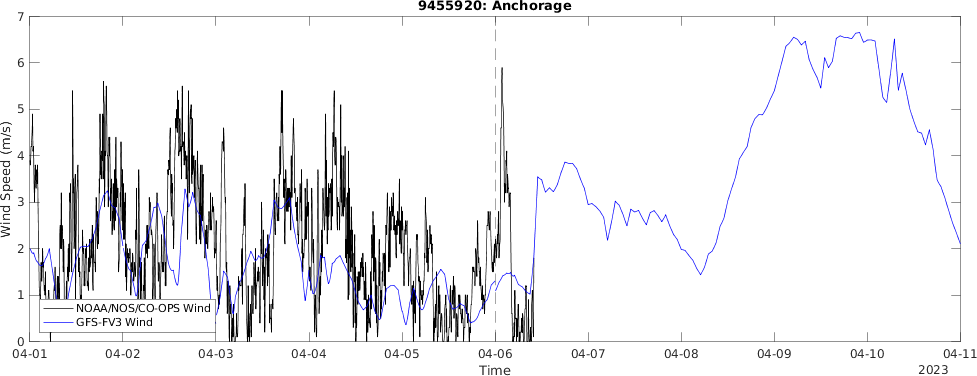 9455920: Anchorage
7
6
5
4
3
2
1
0
Wind Speed (m/s)
NOAA/NOS/CO-OPS Wind
GFS-FV3 Wind
04-01 04-02 04-03 04-04 04-05 04-06 04-07 04-08 04-09 04-10 04-11
Time
2023